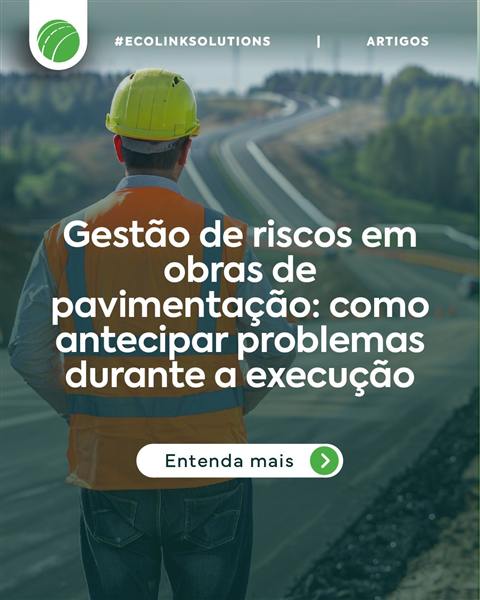 #ECOLINKSOLUTIONS | ARTIGOS
Gestão de riscos em
obras de
pavimentação: como
antecipar problemas
durante a execução
Entenda mais